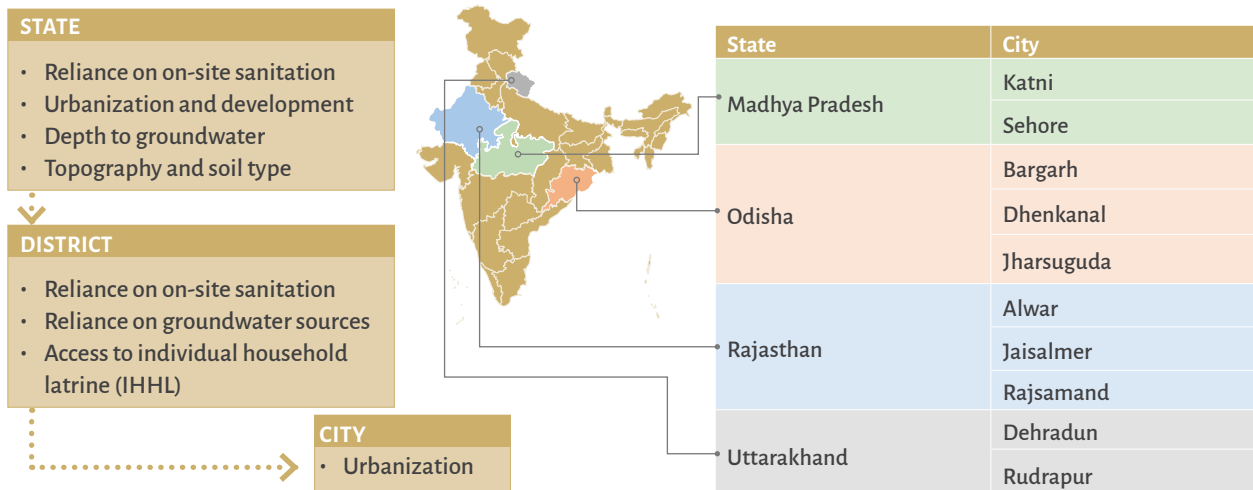 STATE
• Reliance on on-site sanitation
• Urbanization and development
• Depth to groundwater
• Topography and soil type
DISTRICT
• Reliance on on-site sanitation
• Reliance on groundwater sources
• Access to individual household
latrine (IHHL)
CITY
• Urbanization
State City
Madhya Pradesh
Katni
Sehore
Odisha
Bargarh
Dhenkanal
Jharsuguda
Rajasthan
Alwar
Jaisalmer
Rajsamand
Uttarakhand
Dehradun
Rudrapur